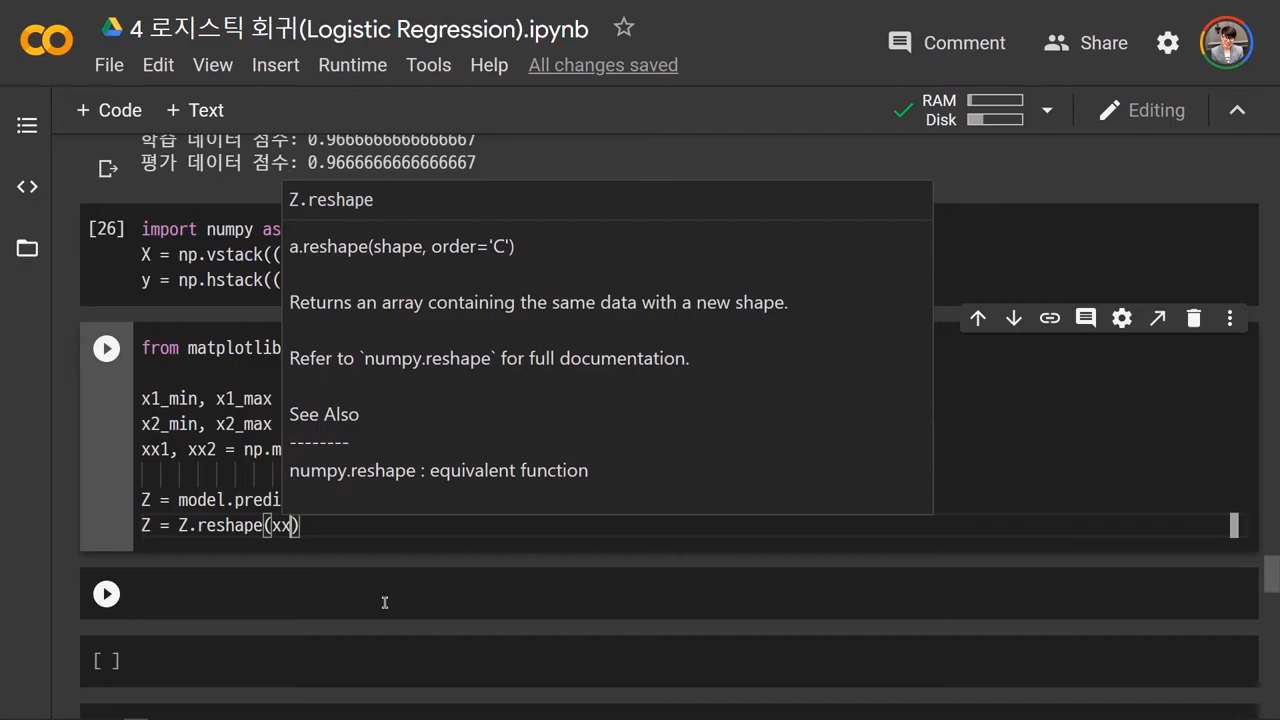 4 로지스틱 회귀(Logistic Regression).ipynb
Comment
Share
File Edit View Insert Runtime Tools Help All changes saved
+ Code + Text
RAM
Disk
Editing
학습 데이터 점수: 0.9666666666666667
평가 데이터 점수: 0.9666666666666667
Z.reshape
a.reshape(shape, order='C')
Returns an array containing the same data with a new shape.
Refer to `numpy.reshape` for full documentation.
See Also
--------
numpy.reshape : equivalent function
[26] import numpy as
X = np.vstack((
y = np.hstack((
from matplotlib
x1_min, x1_max
x2_min, x2_max
xx1, xx2 = np.m
Z = model.predi
Z = Z.reshape(xx)
[ ]